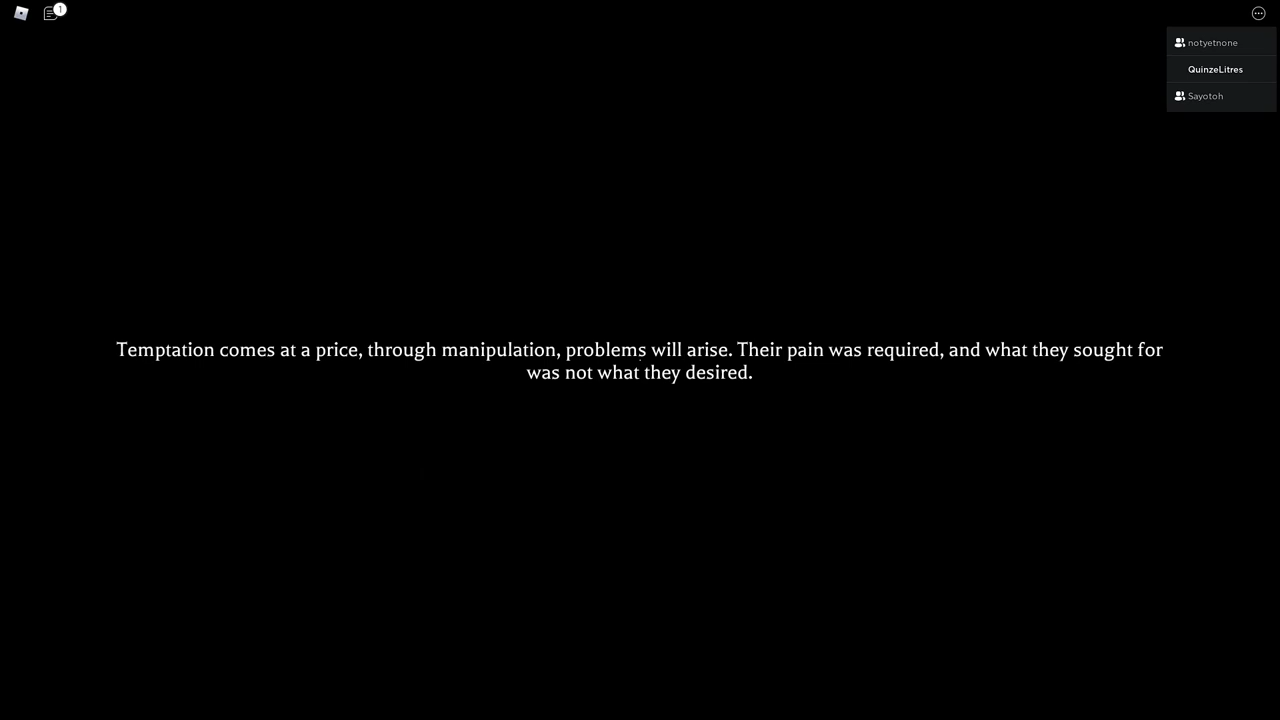 1
notyetnone
QuinzeLitres
Sayotoh
Temptation comes at a price, through manipulation, problems will arise. Their pain was required, and what they sought for
was not what they desired.